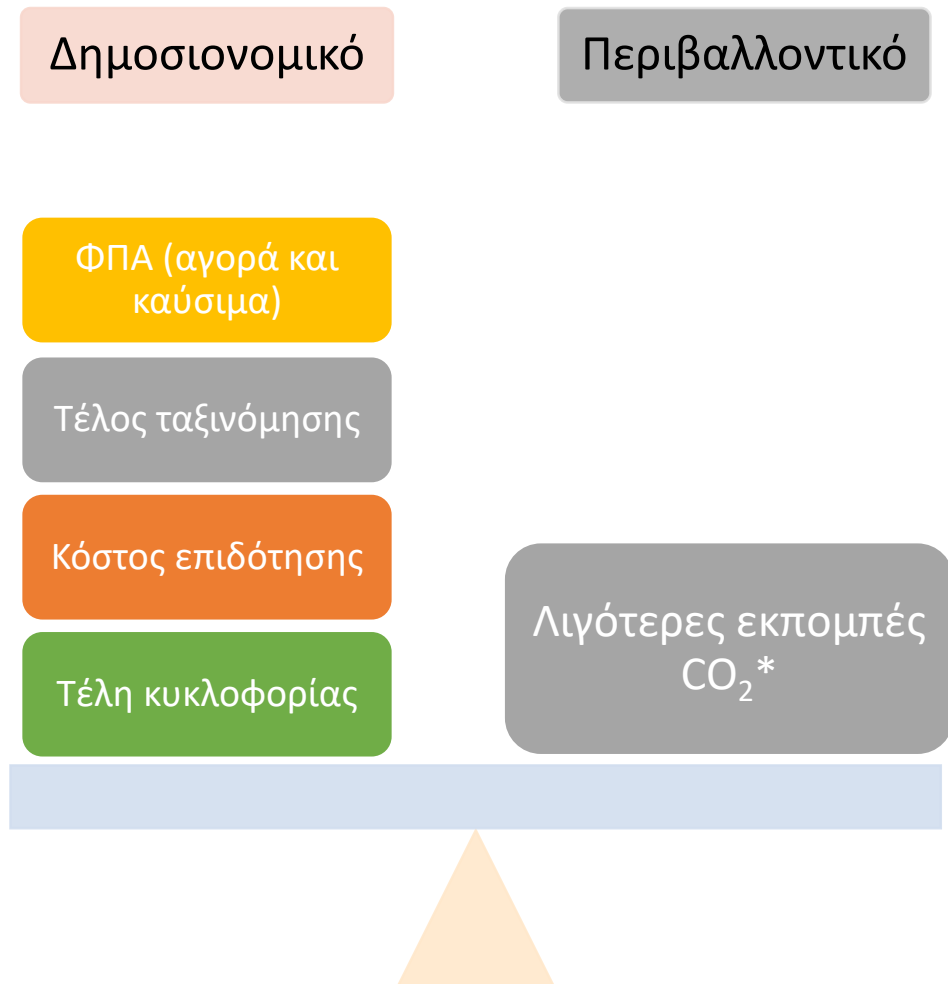 Δημοσιονομικό
Περιβαλλοντικό
ΦΠΑ (αγορά και
καύσιμα)
Τέλος ταξινόμησης
Κόστος επιδότησης
Τέλη κυκλοφορίας
Λιγότερες εκπομπές
CO₂*